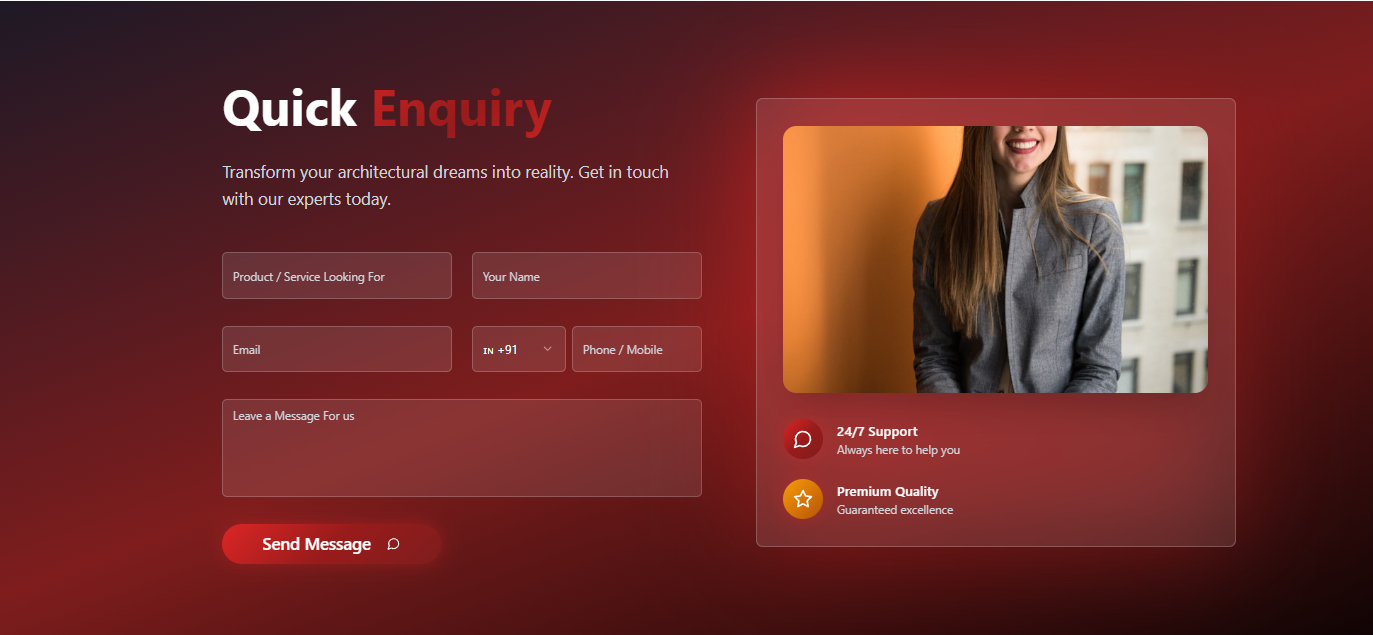 Quick Enquiry
Transform your architectural dreams into reality. Get in touch
with our experts today.
Product / Service Looking For
Your Name
Email
IN +91
Phone / Mobile
Leave a Message For us
Send Message
24/7 Support
Always here to help you
Premium Quality
Guaranteed excellence